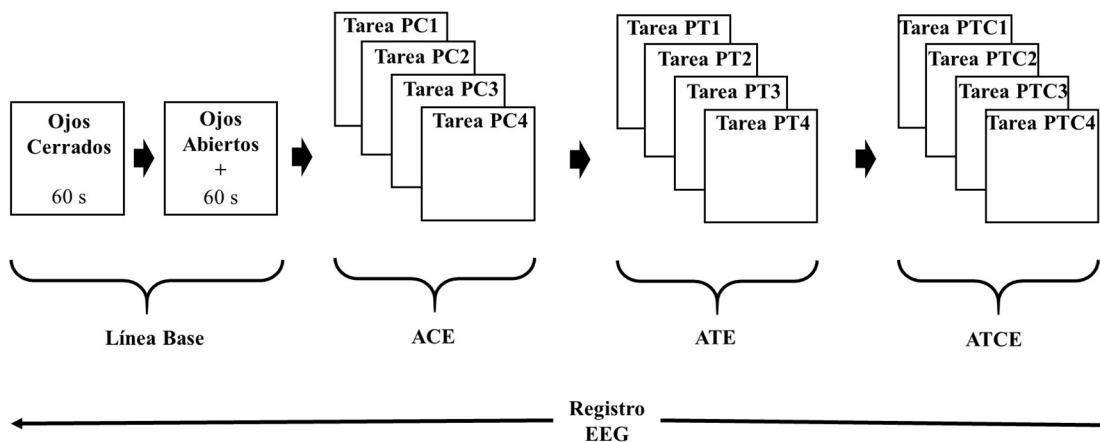 Ojos
Cerrados
60 s
Ojos
Abiertos
+
60 s
Tarea PC1
Tarea PC2
Tarea PC3
Tarea PC4
Tarea PT1
Tarea PT2
Tarea PT3
Tarea PT4
Tarea PTC1
Tarea PTC2
Tarea PTC3
Tarea PTC4
Línea Base
ACE
ATE
ATCE
Registro
EEG